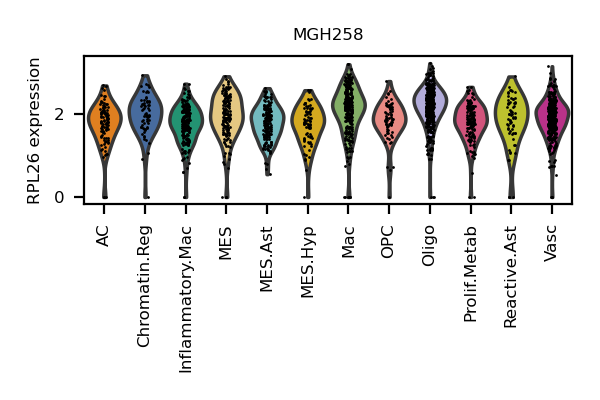 MGH258
RPL26 expression
2
0
AC
Chromatin.Reg
Inflammatory.Mac
MES
MES.Ast
MES.Hyp
Mac
OPC
Oligo
Prolif.Metab
Reactive.Ast
Vasc